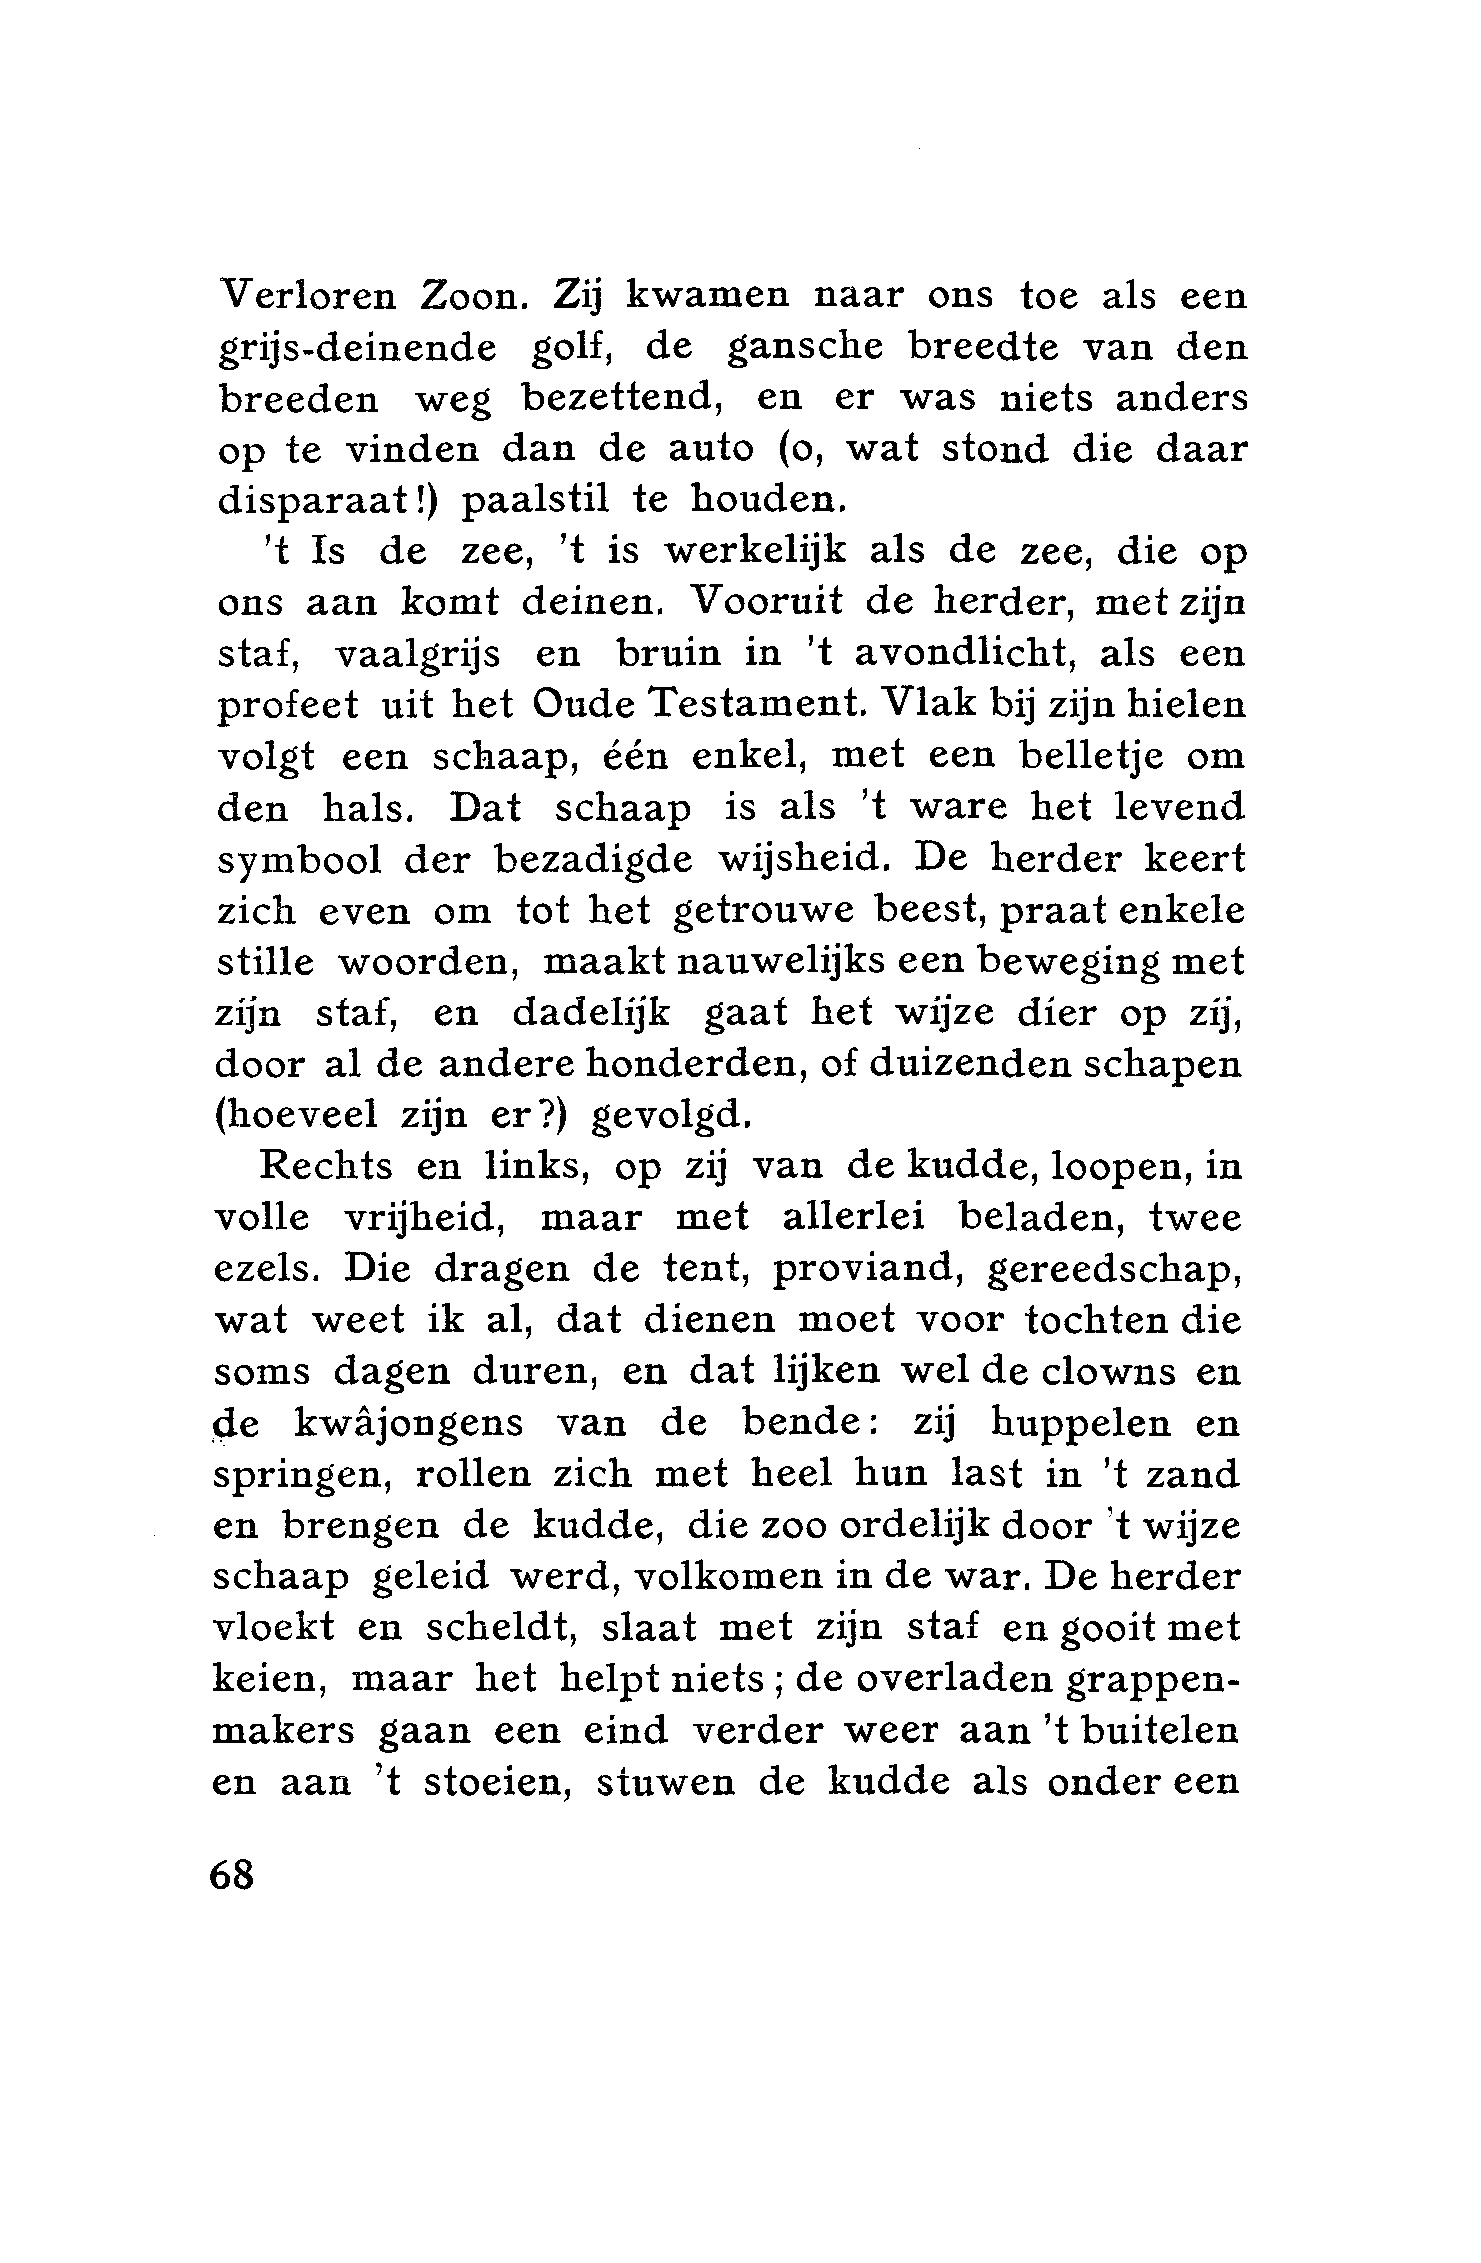 Verloren Zoon. Zij kwamen naar ons toe als een
grijs-deinende golf, de gansche breedte van den
breeden weg bezettend, en er was niets anders
op te vinden dan de auto (o, wat stond die daar
disparaat!) paalstil te houden.
't Is de zee, 't is werkelijk als de zee, die op
ons aan komt deinen. Vooruit de herder, met zijn
staf, vaalgrijs en bruin in 't avondlicht, als een
profeet uit het Oude Testament. Vlak bij zijn hielen
volgt een schaap, één enkel, met een belletje om
den hals. Dat schaap is als 't ware het levend
symbool der bezadigde wijsheid. De herder keert
zich even om tot het getrouwe beest, praat enkele
stille woorden, maakt nauwelijks een beweging met
zijn staf, en dadelijk gaat het wijze dier op zij,
door al de andere honderden, of duizenden schapen
(hoeveel zijn er?) gevolgd.
Rechts en links, op zij van de kudde, loopen, in
volle vrijheid, maar met allerlei beladen, twee
ezels. Die dragen de tent, proviand, gereedschap,
wat weet ik al, dat dienen moet voor tochten die
soms dagen duren, en dat lijken wel de clowns en
de kwâjongens van de bende: zij huppelen en
springen, rollen zich met heel hun last in 't zand
en brengen de kudde, die zoo ordelijk door 't wijze
schaap geleid werd, volkomen in de war. De herder
vloekt en scheldt, slaat met zijn staf en gooit met
keien, maar het helpt niets; de overladen grappen-
makers gaan een eind verder weer aan 't buitelen
en aan 't stoeien, stuwen de kudde als onder een
68